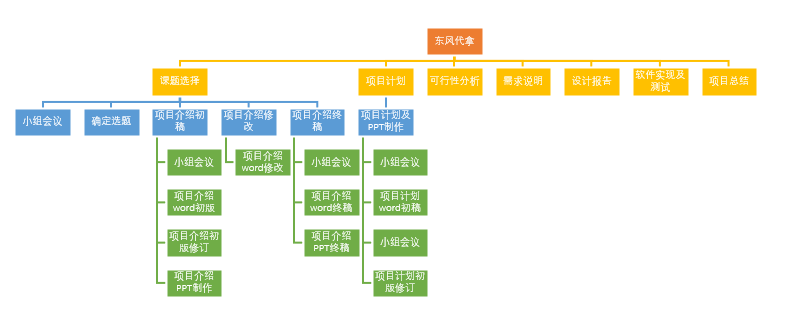 东风代拿
课题选择
项目计划
可行性分析
需求说明
设计报告
软件实现及
测试
项目总结
小组会议
确定选题
项目介绍初
稿
项目介绍修
改
项目介绍终
稿
项目计划及
PPT制作
小组会议
项目介绍
word初版
项目介绍初
版修订
项目介绍
PPT制作
项目介绍
word修改
小组会议
项目介绍
word终稿
项目介绍
PPT终稿
小组会议
项目计划
word初稿
小组会议
项目计划初
版修订